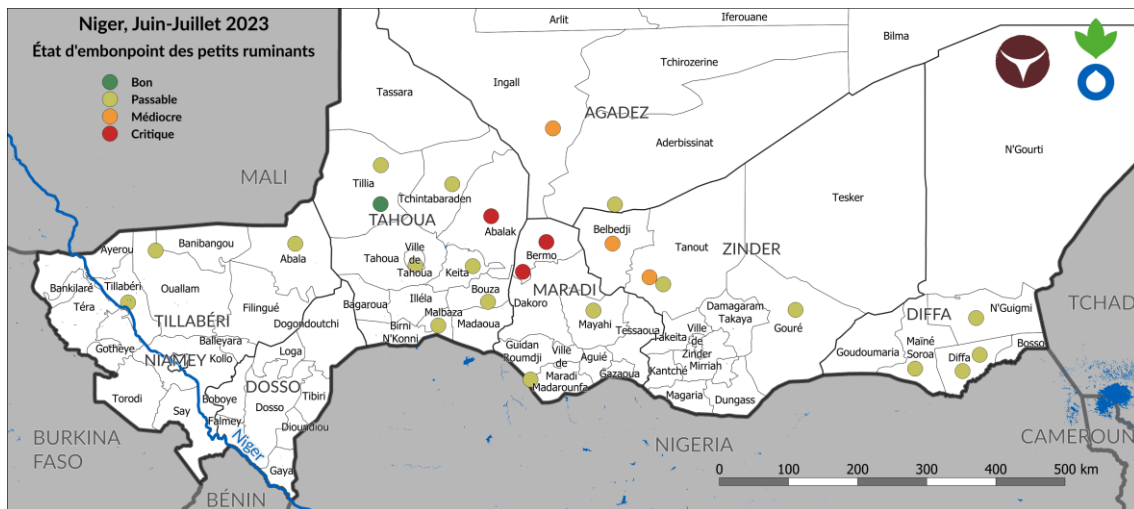 Niger, Juin-Juillet 2023
État d'embonpoint des petits ruminants
Bon
Passable
Médiocre
Critique
Arlit
Iferouane
Bilma
Tchirozerine
Ingall
Tassara
AGADEZ
Aderbissinat
N'Gourti
MALI
Tillia
Tchintabaraden
Tesker
TAHOUA
Abalak
Belbedji
Tanout
ZINDER
Ayerou
Banibangou
Abala
Ville
de
Tahoua
Tahoua
Keita
Bermo
Bankilaré
Tillabéri
Ouallam
Téra
Filingué
Bagaroua
Illéla
Bouza
Dakoro
MARADI
Damagaram
Takaya
Gouré
N'Guigmi
TCHAD
DIFFA
TILLABÉRI
Dogondoutchi
Birni
N'Konni
Malbaza
Madaoua
Mayahi
Tessaoua
Takeita
Ville
de
Zinder
Mirriah
Goudoumaria
Maïné
Soroa
Diffa
Bosso
Gotheye
NIAMEY
Balleyara
Kollo
Loga
Guidan
Roumdji
Ville
de
Maradi
Madarounfa
Aguié
Gazaoua
Kantché
Magaria
Dungass
Torodi
Say
Boboye
DOSSO
Dosso
Tibiri
Falmey
Dioundiou
Niger
Gaya
BURKINA
FASO
BÉNIN
NIGERIA
CAMEROUN
0 100 200 300 400 500 km